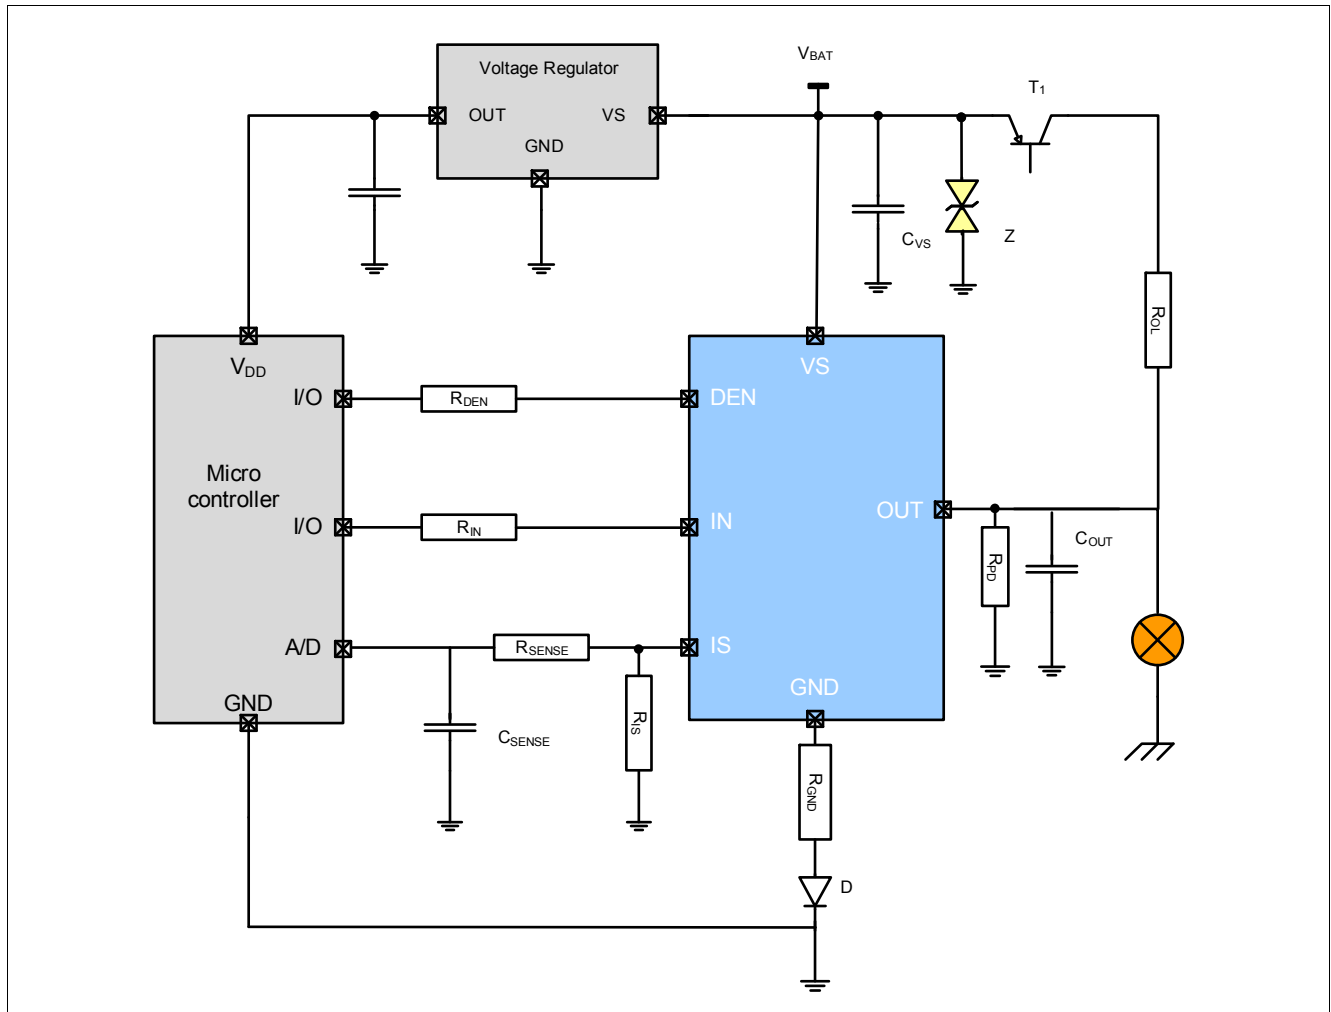 Voltage Regulator
OUT
VS
GND
VBAT
T1
CVS
Z
ROL
VDD
I/O
RDEN
DEN
VS
Micro
controller
I/O
RIN
IN
OUT
RPD
COUT
A/D
RSENSE
IS
GND
CSENSE
RIS
GND
RGND
D